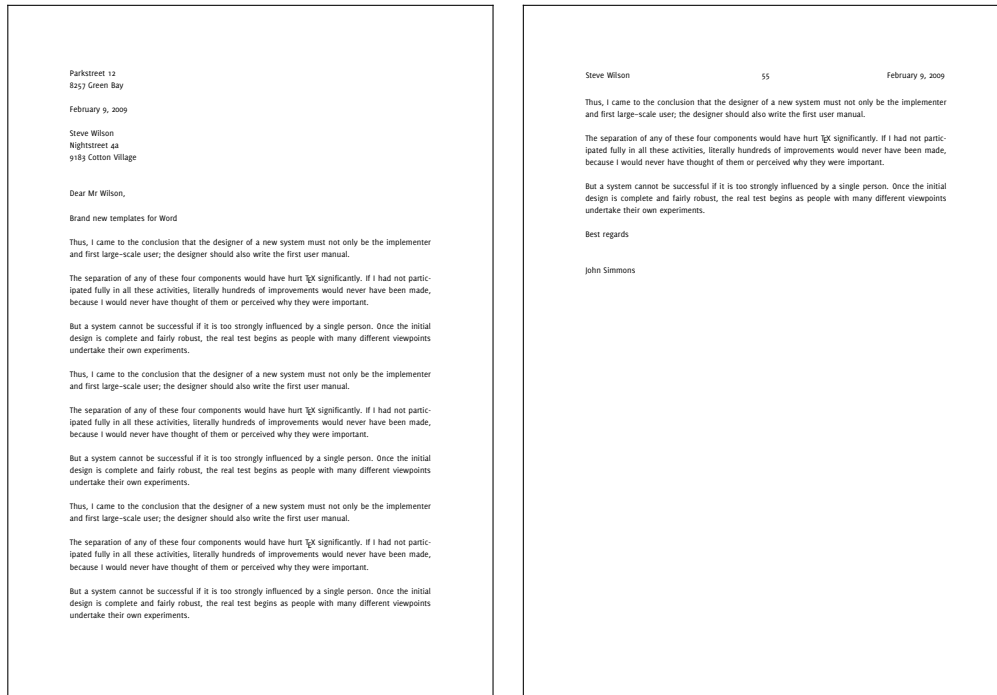 Parkstreet 12
8257 Green Bay
February 9, 2009
Steve Wilson
Nightstreet 4a
9183 Cotton Village
Dear Mr Wilson,
Brand new templates for Word
Thus, I came to the conclusion that the designer of a new system must not only be the implementer
and first large-scale user; the designer should also write the first user manual.
The separation of any of these four components would have hurt TEX significantly. If I had not partic-
ipated fully in all these activities, literally hundreds of improvements would never have been made,
because I would never have thought of them or perceived why they were important.
But a system cannot be successful if it is too strongly influenced by a single person. Once the initial
design is complete and fairly robust, the real test begins as people with many different viewpoints
undertake their own experiments.
Thus, I came to the conclusion that the designer of a new system must not only be the implementer
and first large-scale user; the designer should also write the first user manual.
The separation of any of these four components would have hurt TEX significantly. If I had not partic-
ipated fully in all these activities, literally hundreds of improvements would never have been made,
because I would never have thought of them or perceived why they were important.
But a system cannot be successful if it is too strongly influenced by a single person. Once the initial
design is complete and fairly robust, the real test begins as people with many different viewpoints
undertake their own experiments.
Thus, I came to the conclusion that the designer of a new system must not only be the implementer
and first large-scale user; the designer should also write the first user manual.
The separation of any of these four components would have hurt TEX significantly. If I had not partic-
ipated fully in all these activities, literally hundreds of improvements would never have been made,
because I would never have thought of them or perceived why they were important.
But a system cannot be successful if it is too strongly influenced by a single person. Once the initial
design is complete and fairly robust, the real test begins as people with many different viewpoints
undertake their own experiments.
Steve Wilson 55 February 9, 2009
Thus, I came to the conclusion that the designer of a new system must not only be the implementer
and first large-scale user; the designer should also write the first user manual.
The separation of any of these four components would have hurt TEX significantly. If I had not partic-
ipated fully in all these activities, literally hundreds of improvements would never have been made,
because I would never have thought of them or perceived why they were important.
But a system cannot be successful if it is too strongly influenced by a single person. Once the initial
design is complete and fairly robust, the real test begins as people with many different viewpoints
undertake their own experiments.
Best regards
John Simmons